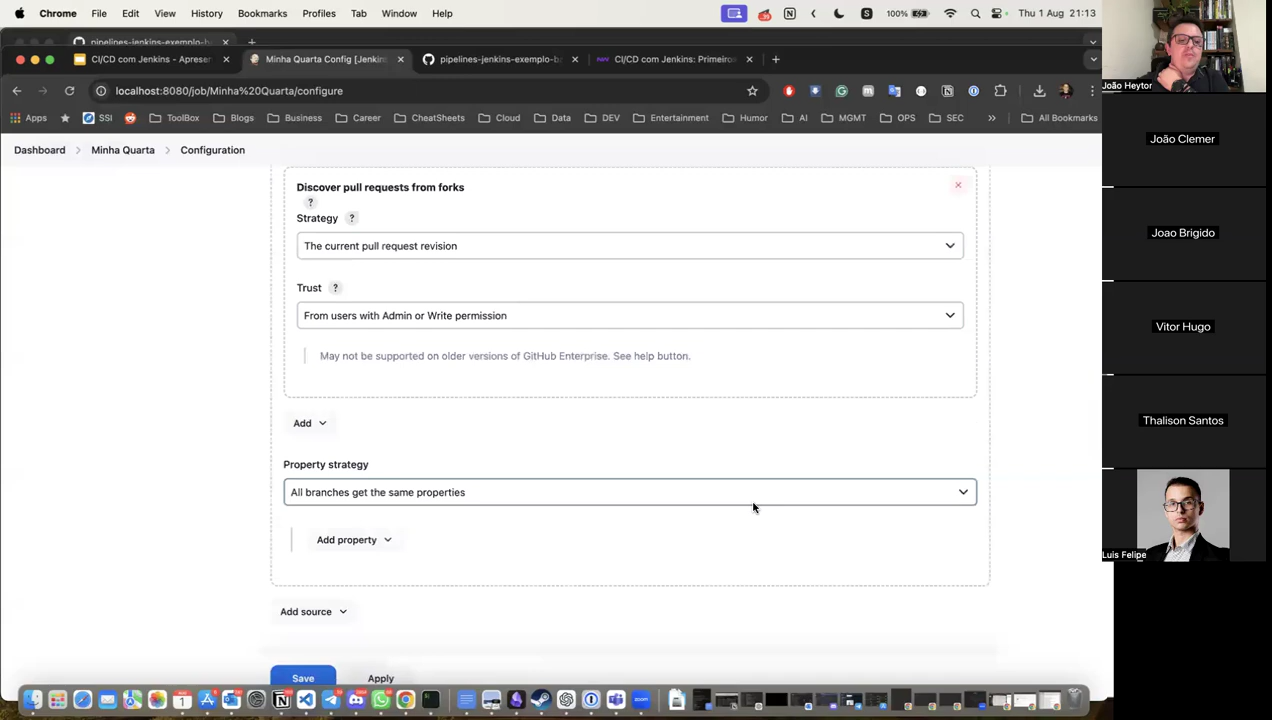 Chrome File Edit View History Bookmarks Profiles Tab Window Help 100% Thu 1 Aug 21:13
pipelines-jenkins-exemplo-b
CI/CD com Jenkins - Apreser
Minha Quarta Config [Jenkin
pipelines-jenkins-exemplo-b
CI/CD com Jenkins: Primeiro
localhost:8080/job/Minha%20Quarta/configure
Apps SSI ToolBox Blogs Business Career CheatSheets Cloud Data DEV Entertainment Humor AI MGMT OPS SEC All Bookmarks
Dashboard Minha Quarta Configuration
Discover pull requests from forks
?
Strategy ?
The current pull request revision
Trust ?
From users with Admin or Write permission
May not be supported on older versions of GitHub Enterprise. See help button.
Add
Property strategy
All branches get the same properties
Add property
Add source
Save Apply
João Heytor
João Clemer
Joao Brigido
Vitor Hugo
Thalison Santos
Luis Felipe